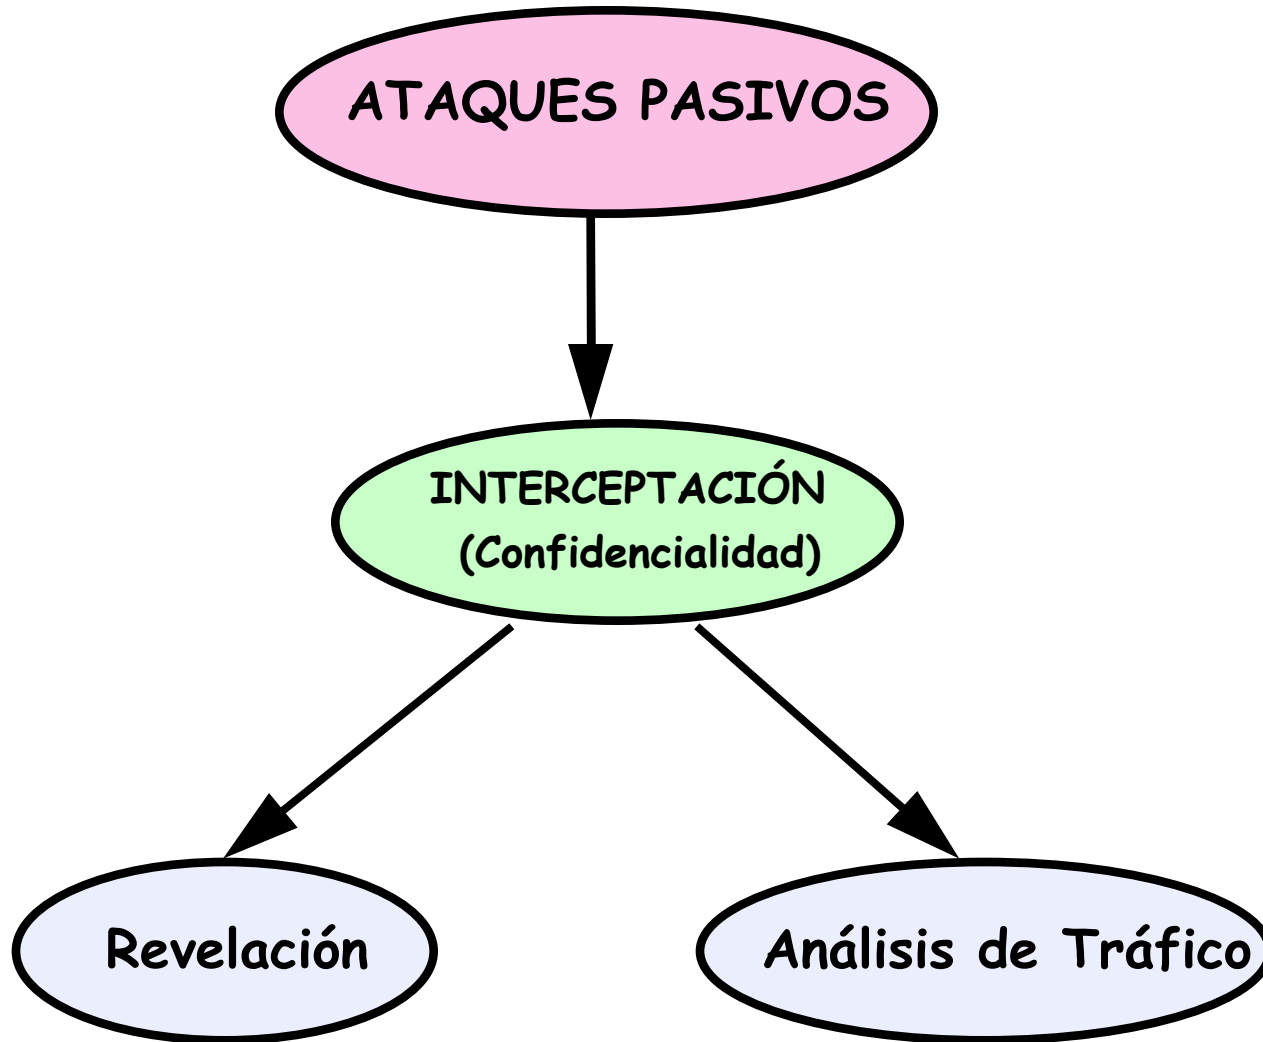 ATAQUES PASIVOS
INTERCEPTACIÓN
(Confidencialidad)
Revelación
Análisis de Tráfico